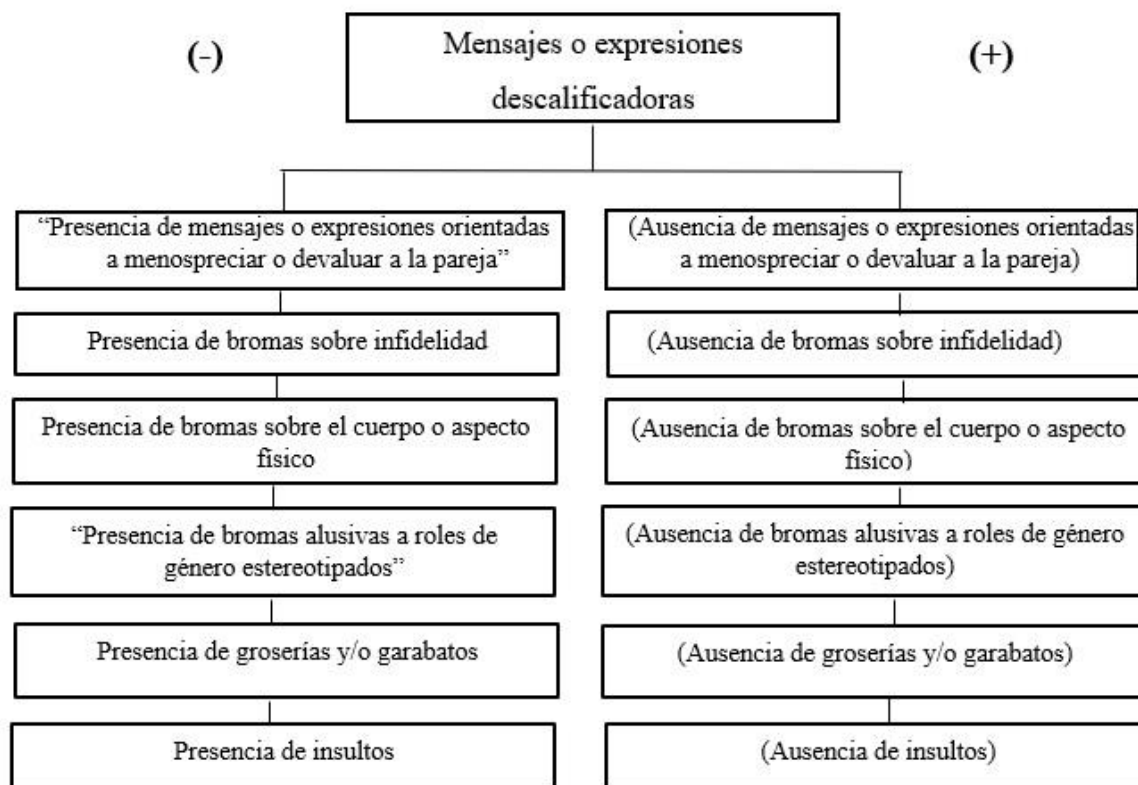 (-)
Mensajes o expresiones
descalificadoras
(+)
“Presencia de mensajes o expresiones orientadas
a menospreciar o devaluar a la pareja”
Presencia de bromas sobre infidelidad
Presencia de bromas sobre el cuerpo o aspecto
físico
“Presencia de bromas alusivas a roles de
género estereotipados”
Presencia de groserías y/o garabatos
Presencia de insultos
(Ausencia de mensajes o expresiones orientadas
a menospreciar o devaluar a la pareja)
(Ausencia de bromas sobre infidelidad)
(Ausencia de bromas sobre el cuerpo o aspecto
físico)
(Ausencia de bromas alusivas a roles de género
estereotipados)
(Ausencia de groserías y/o garabatos)
(Ausencia de insultos)